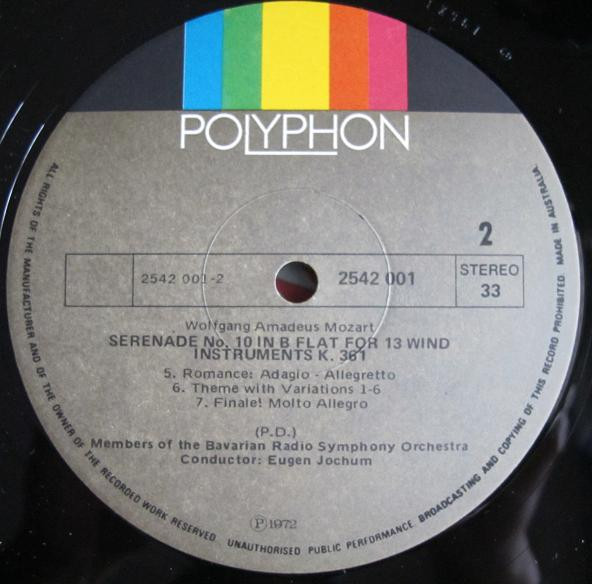 POLYPHON
2
2542 001-2
2542 001
STEREO
33
Wolfgang Amadeus Mozart
SERENADE No. 10 IN B FLAT FOR 13 WIND
INSTRUMENTS K. 361
5. Romance: Adagio - Allegretto
6. Theme with Variations 1-6
7. Finale! Molto Allegro
(P.D.)
Members of the Bavarian Radio Symphony Orchestra
Conductor: Eugen Jochum
Ⓟ1972
ALL RIGHTS OF THE MANUFACTURER AND OF THE OWNER OF THE RECORDED WORK RESERVED. UNAUTHORISED PUBLIC PERFORMANCE. BROADCASTING AND COPYING OF THIS RECORD PROHIBITED. MADE IN AUSTRALIA.